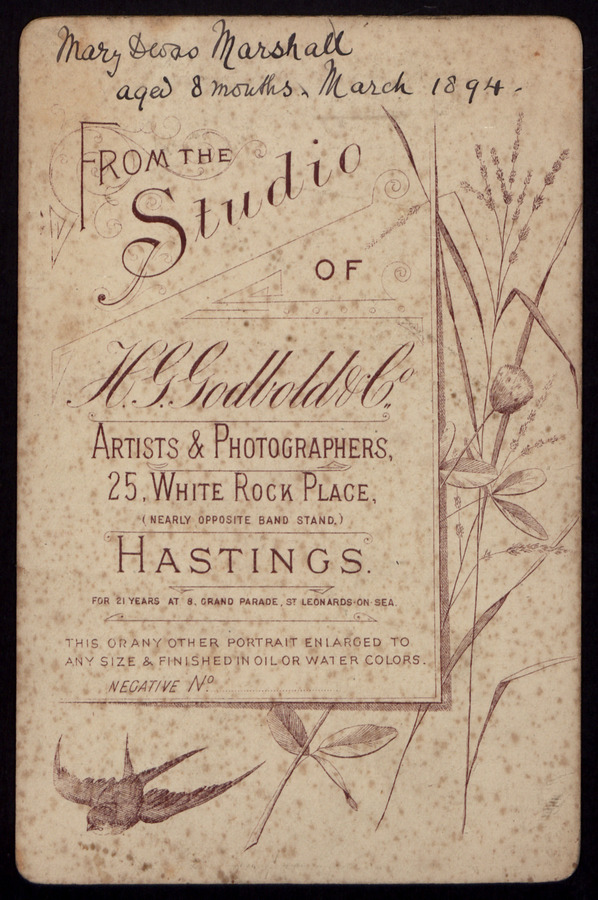 Mary Devas Marshall
aged 8 months. March 1894.
FROM THE
Studio
OF
H. G. Godbold & Co.
ARTISTS & PHOTOGRAPHERS,
25, WHITE ROCK PLACE,
(NEARLY OPPOSITE BAND STAND.)
HASTINGS.
FOR 21 YEARS AT 8, GRAND PARADE, ST LEONARDS-ON-SEA.
THIS, OR ANY OTHER PORTRAIT ENLARGED TO
ANY SIZE & FINISHED IN OIL OR WATER COLORS.
NEGATIVE No.